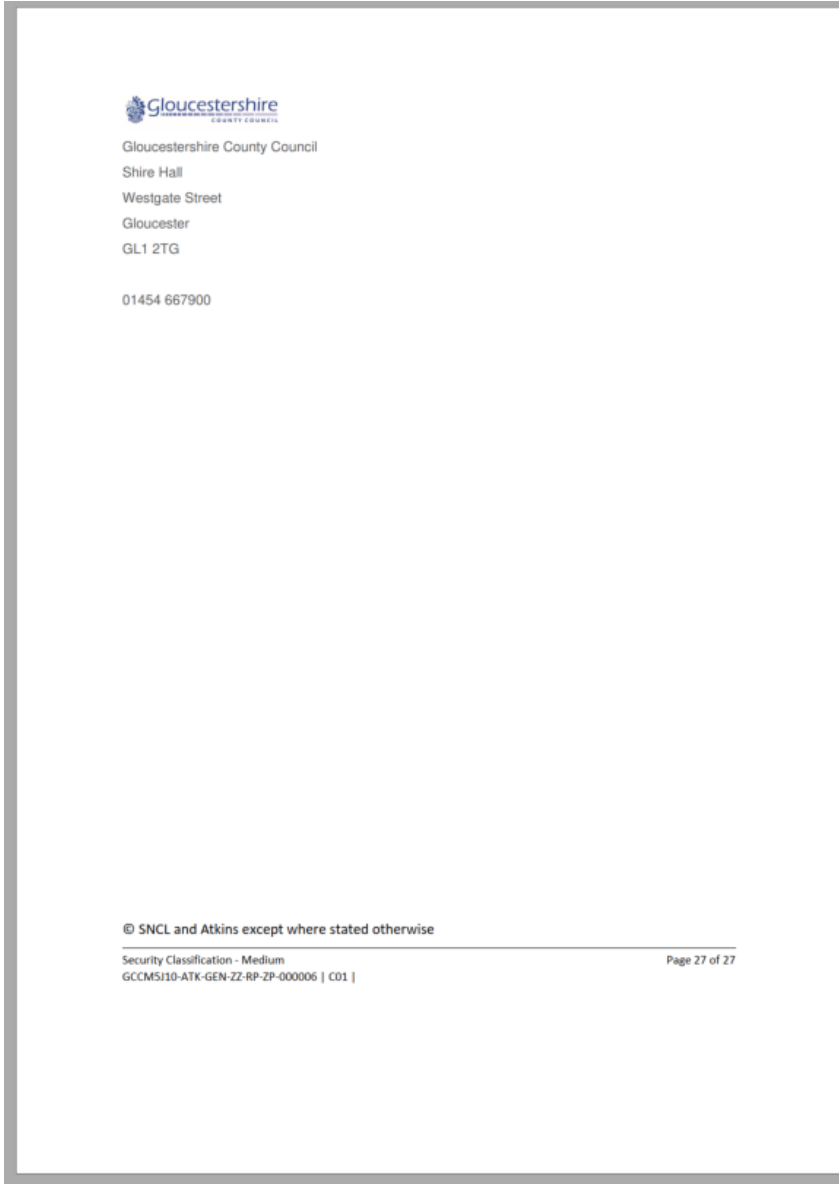 Gloucestershire
COUNTY COUNCIL
Gloucestershire County Council
Shire Hall
Westgate Street
Gloucester
GL1 2TG
01454 667900
© SNCL and Atkins except where stated otherwise
Security Classification - Medium
Page 27 of 27
GCCM5J10-ATK-GEN-ZZ-RP-ZP-000006 | C01 |